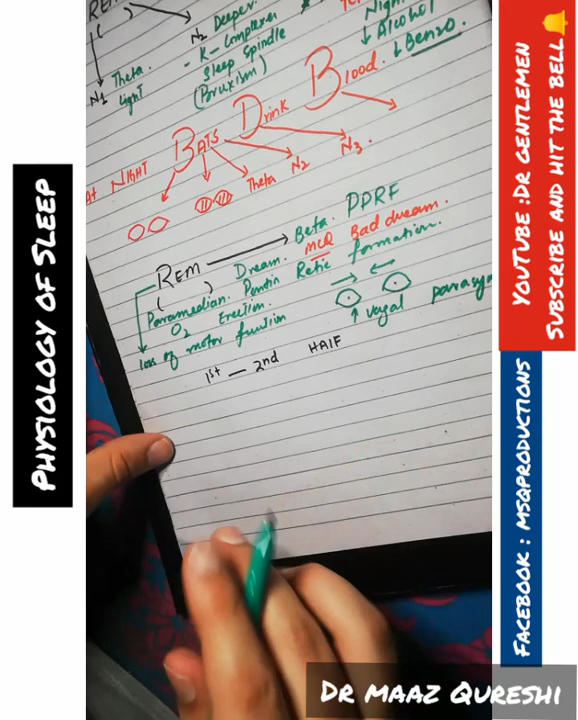 Physiology of Sleep
REM
Deeper
N2
- K-Complexes
Sleep Spindle
(Bruxism)
Theta
N1 light
Night
↓ Alcohol
↓ Benzo.
At NIGHT BATS Drink Blood.
Theta N2 N3.
REM → Beta. PPRF
( ) Dream. MCQ Bad dream.
Paramedian. Pontin Retic formation.
O2 Erection.
loss of motor function
↑ vagal
1st — 2nd HALF
YouTube :Dr gentlemen
Subscribe and hit the bell🔔
Facebook : msqproductions
Dr Maaz Qureshi